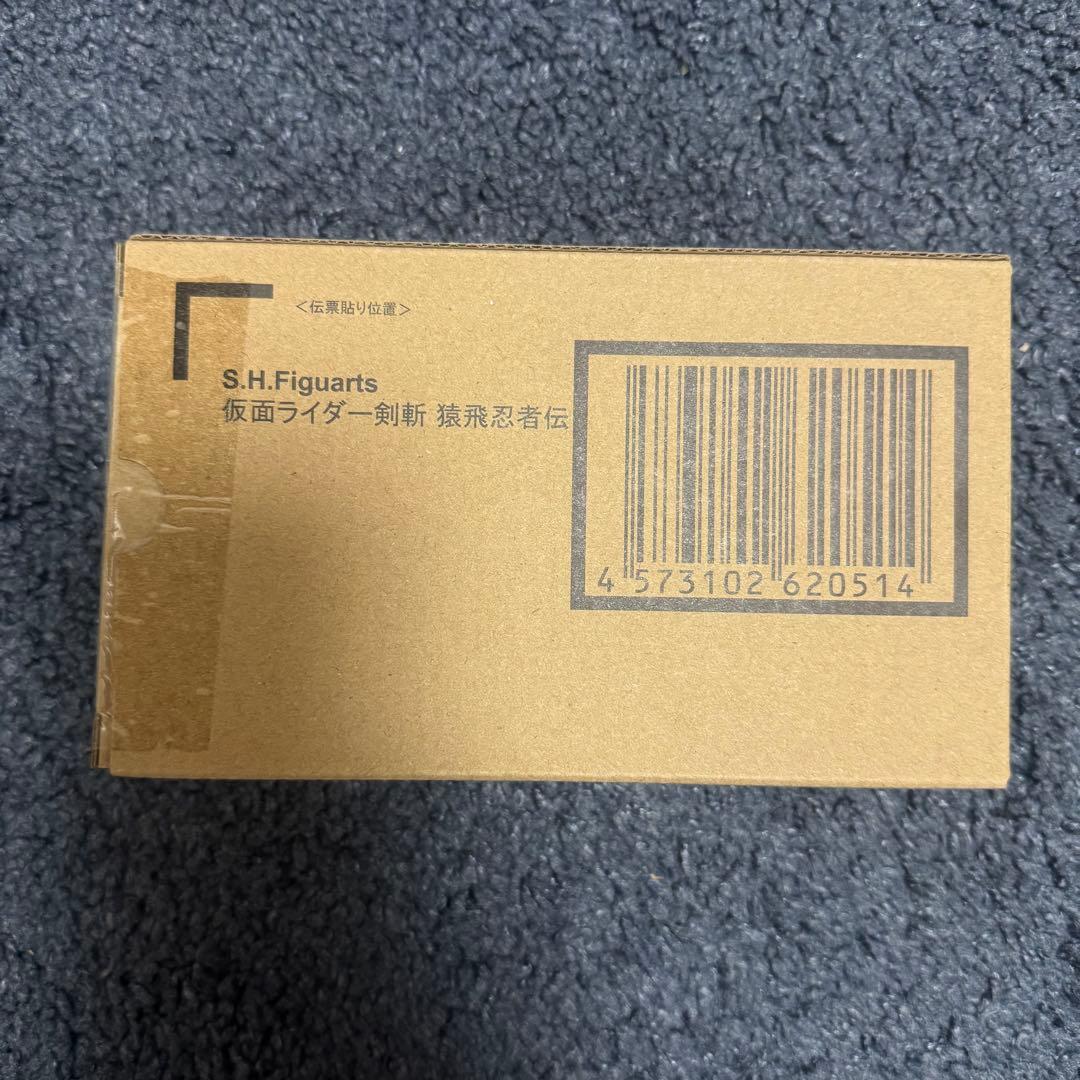 <伝票貼り位置>
S.H.Figuarts
仮面ライダー剣斬 猿飛忍者伝
4 573102 620514